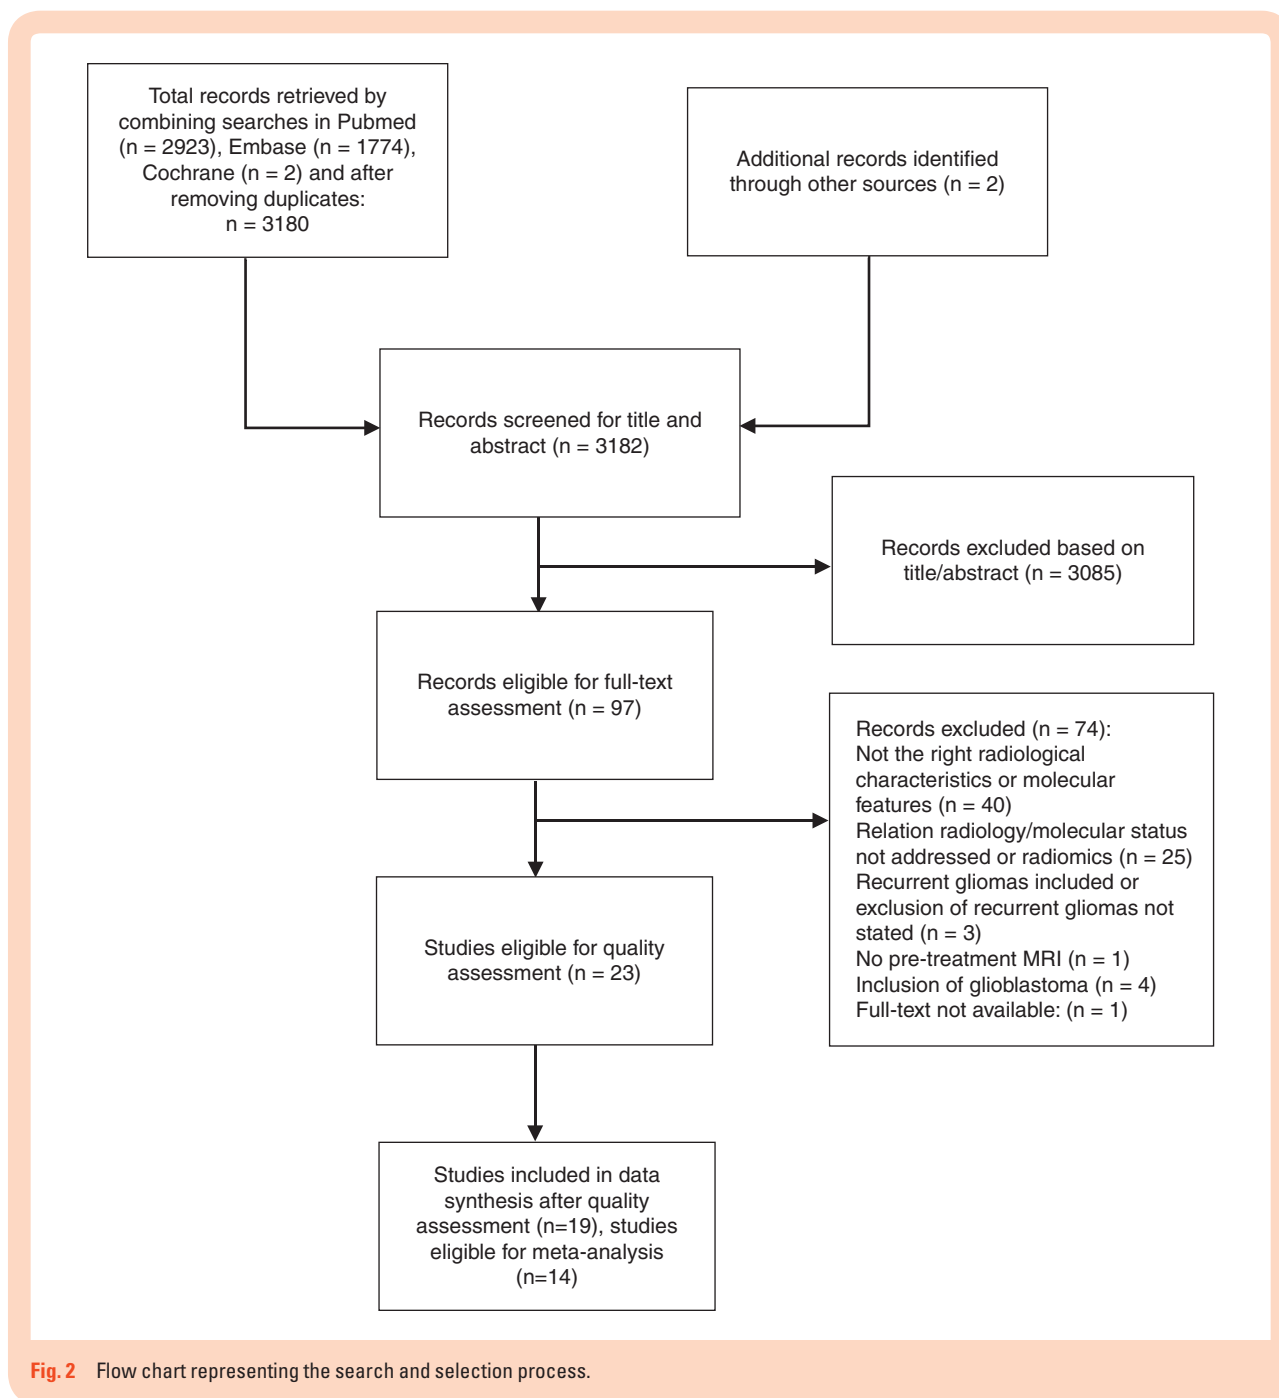 Total records retrieved by
combining searches in Pubmed
(n = 2923), Embase (n = 1774),
Cochrane (n = 2) and after
removing duplicates:
n = 3180
Additional records identified
through other sources (n = 2)
Records screened for title and
abstract (n = 3182)
Records excluded based on
title/abstract (n = 3085)
Records eligible for full-text
assessment (n = 97)
Records excluded (n = 74):
Not the right radiological
characteristics or molecular
features (n = 40)
Relation radiology/molecular status
not addressed or radiomics (n = 25)
Recurrent gliomas included or
exclusion of recurrent gliomas not
stated (n = 3)
No pre-treatment MRI (n = 1)
Inclusion of glioblastoma (n = 4)
Full-text not available: (n = 1)
Studies eligible for quality
assessment (n = 23)
Studies included in data
synthesis after quality
assessment (n=19), studies
eligible for meta-analysis
(n=14)
Fig. 2 Flow chart representing the search and selection process.